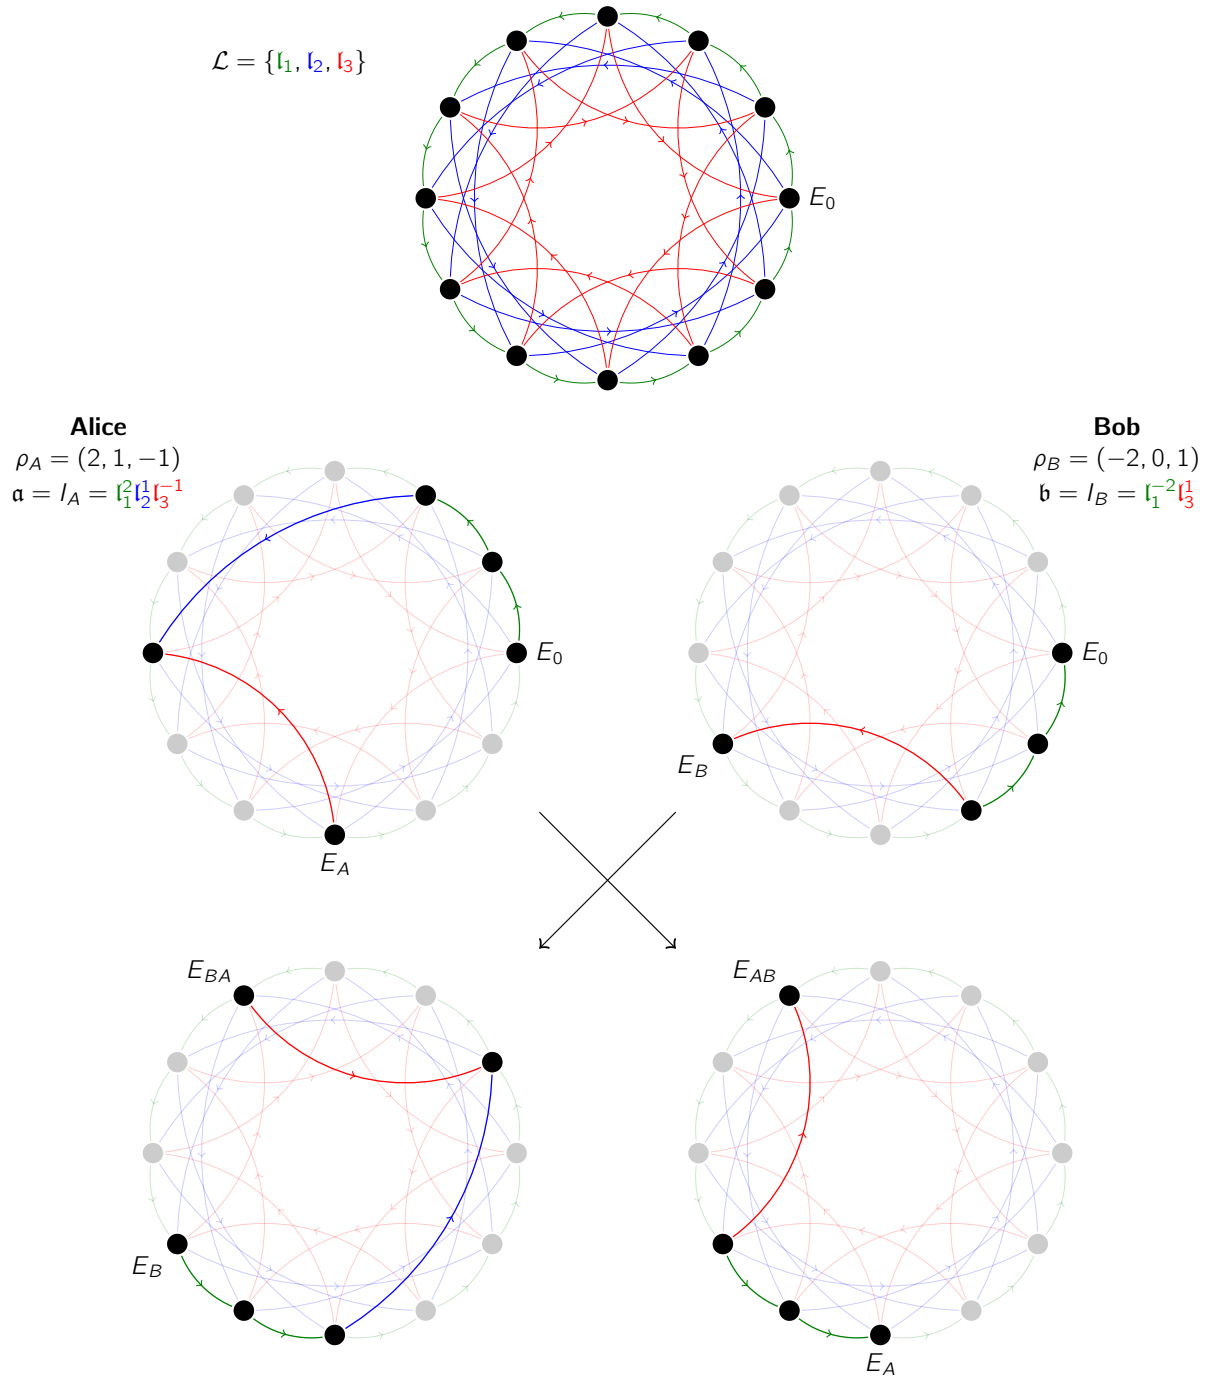 𝓛 = {𝔩₁, 𝔩₂, 𝔩₃}
E₀
Alice
ρ_A = (2, 1, −1)
𝔞 = I_A = 𝔩₁²𝔩₂¹𝔩₃⁻¹
Bob
ρ_B = (−2, 0, 1)
𝔟 = I_B = 𝔩₁⁻²𝔩₃¹
E₀
E_A
E₀
E_B
E_BA
E_B
E_AB
E_A